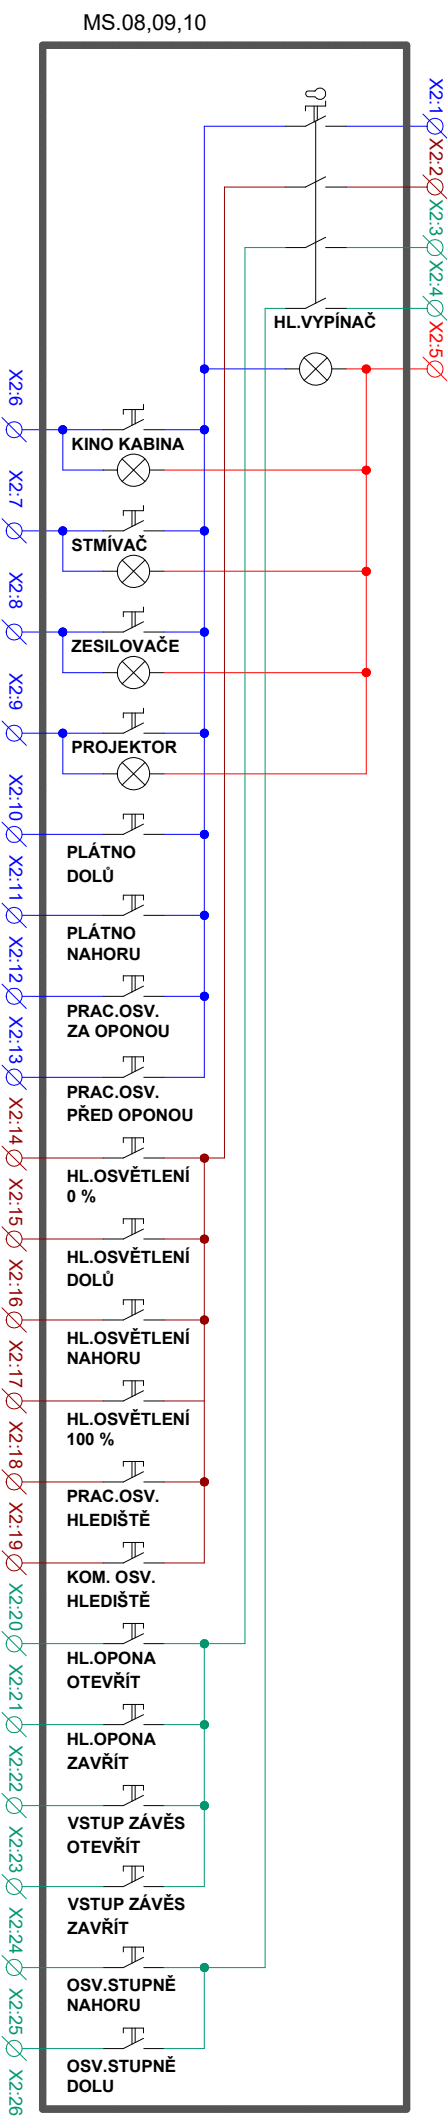 MS.08,09,10
X2:1
X2:2
X2:3
X2:4
HL.VYPÍNAČ
X2:5
X2:6
KINO KABINA
X2:7
STMÍVAČ
X2:8
ZESILOVAČE
X2:9
PROJEKTOR
X2:10
PLÁTNO
DOLŮ
X2:11
PLÁTNO
NAHORU
X2:12
PRAC.OSV.
ZA OPONOU
X2:13
PRAC.OSV.
PŘED OPONOU
X2:14
HL.OSVĚTLENÍ
0 %
X2:15
HL.OSVĚTLENÍ
DOLŮ
X2:16
HL.OSVĚTLENÍ
NAHORU
X2:17
HL.OSVĚTLENÍ
100 %
X2:18
PRAC.OSV.
HLEDIŠTĚ
X2:19
KOM. OSV.
HLEDIŠTĚ
X2:20
HL.OPONA
OTEVŘÍT
X2:21
HL.OPONA
ZAVŘÍT
X2:22
VSTUP ZÁVĚS
OTEVŘÍT
X2:23
VSTUP ZÁVĚS
ZAVŘÍT
X2:24
OSV.STUPNĚ
NAHORU
X2:25
OSV.STUPNĚ
DOLU
X2:26